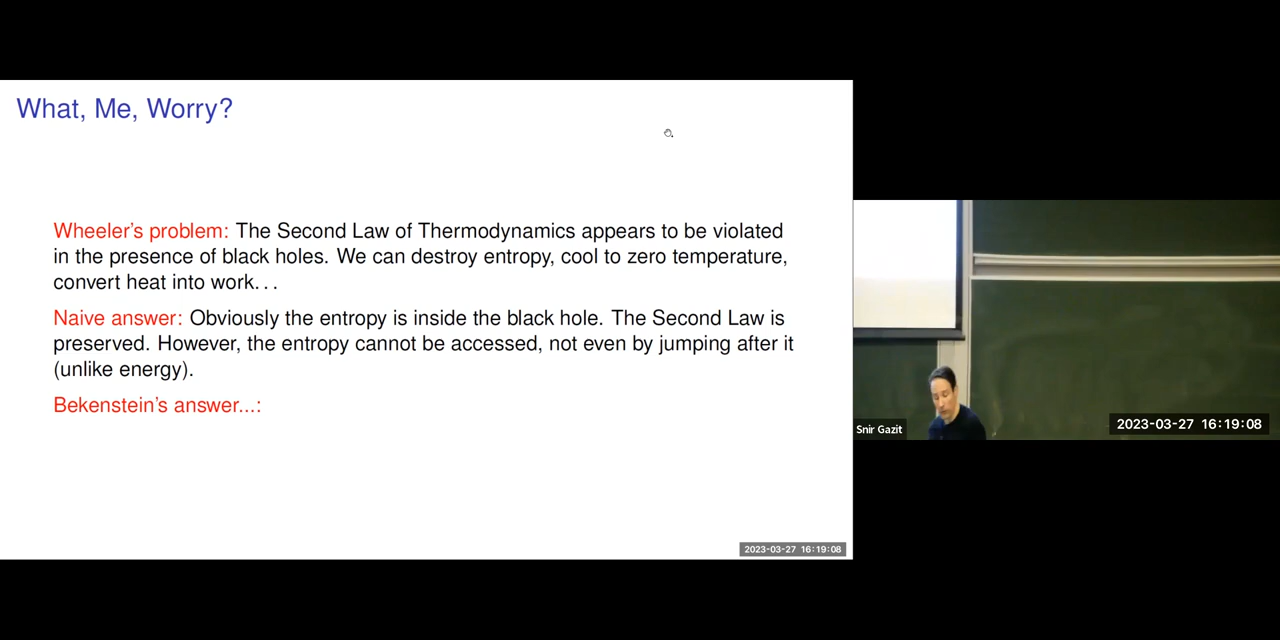 What, Me, Worry?
Wheeler's problem: The Second Law of Thermodynamics appears to be violated
in the presence of black holes. We can destroy entropy, cool to zero temperature,
convert heat into work...
Naive answer: Obviously the entropy is inside the black hole. The Second Law is
preserved. However, the entropy cannot be accessed, not even by jumping after it
(unlike energy).
Bekenstein's answer...:
2023-03-27 16:19:08
Snir Gazit
2023-03-27 16:19:08